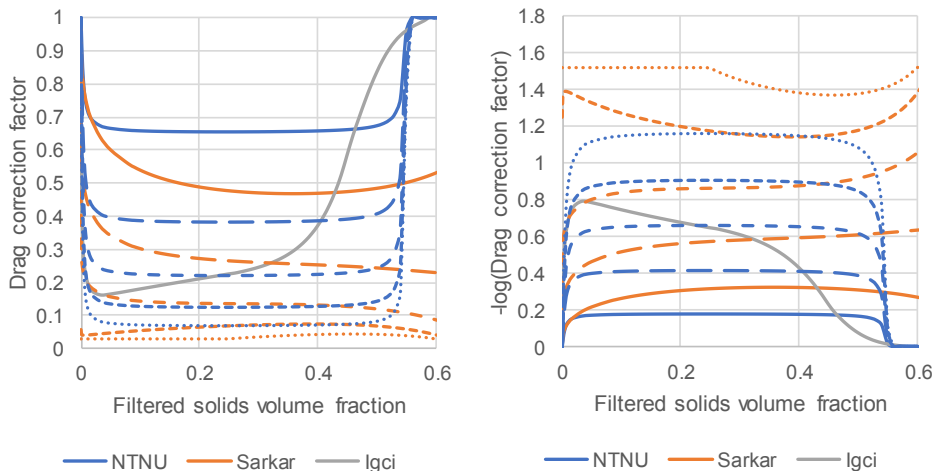 1
0.9
0.8
0.7
0.6
0.5
0.4
0.3
0.2
0.1
0
Drag correction factor
0 0.2 0.4 0.6
Filtered solids volume fraction
NTNU Sarkar Igci
1.8
1.6
1.4
1.2
1
0.8
0.6
0.4
0.2
0
-log(Drag correction factor)
0 0.2 0.4 0.6
Filtered solids volume fraction
NTNU Sarkar Igci